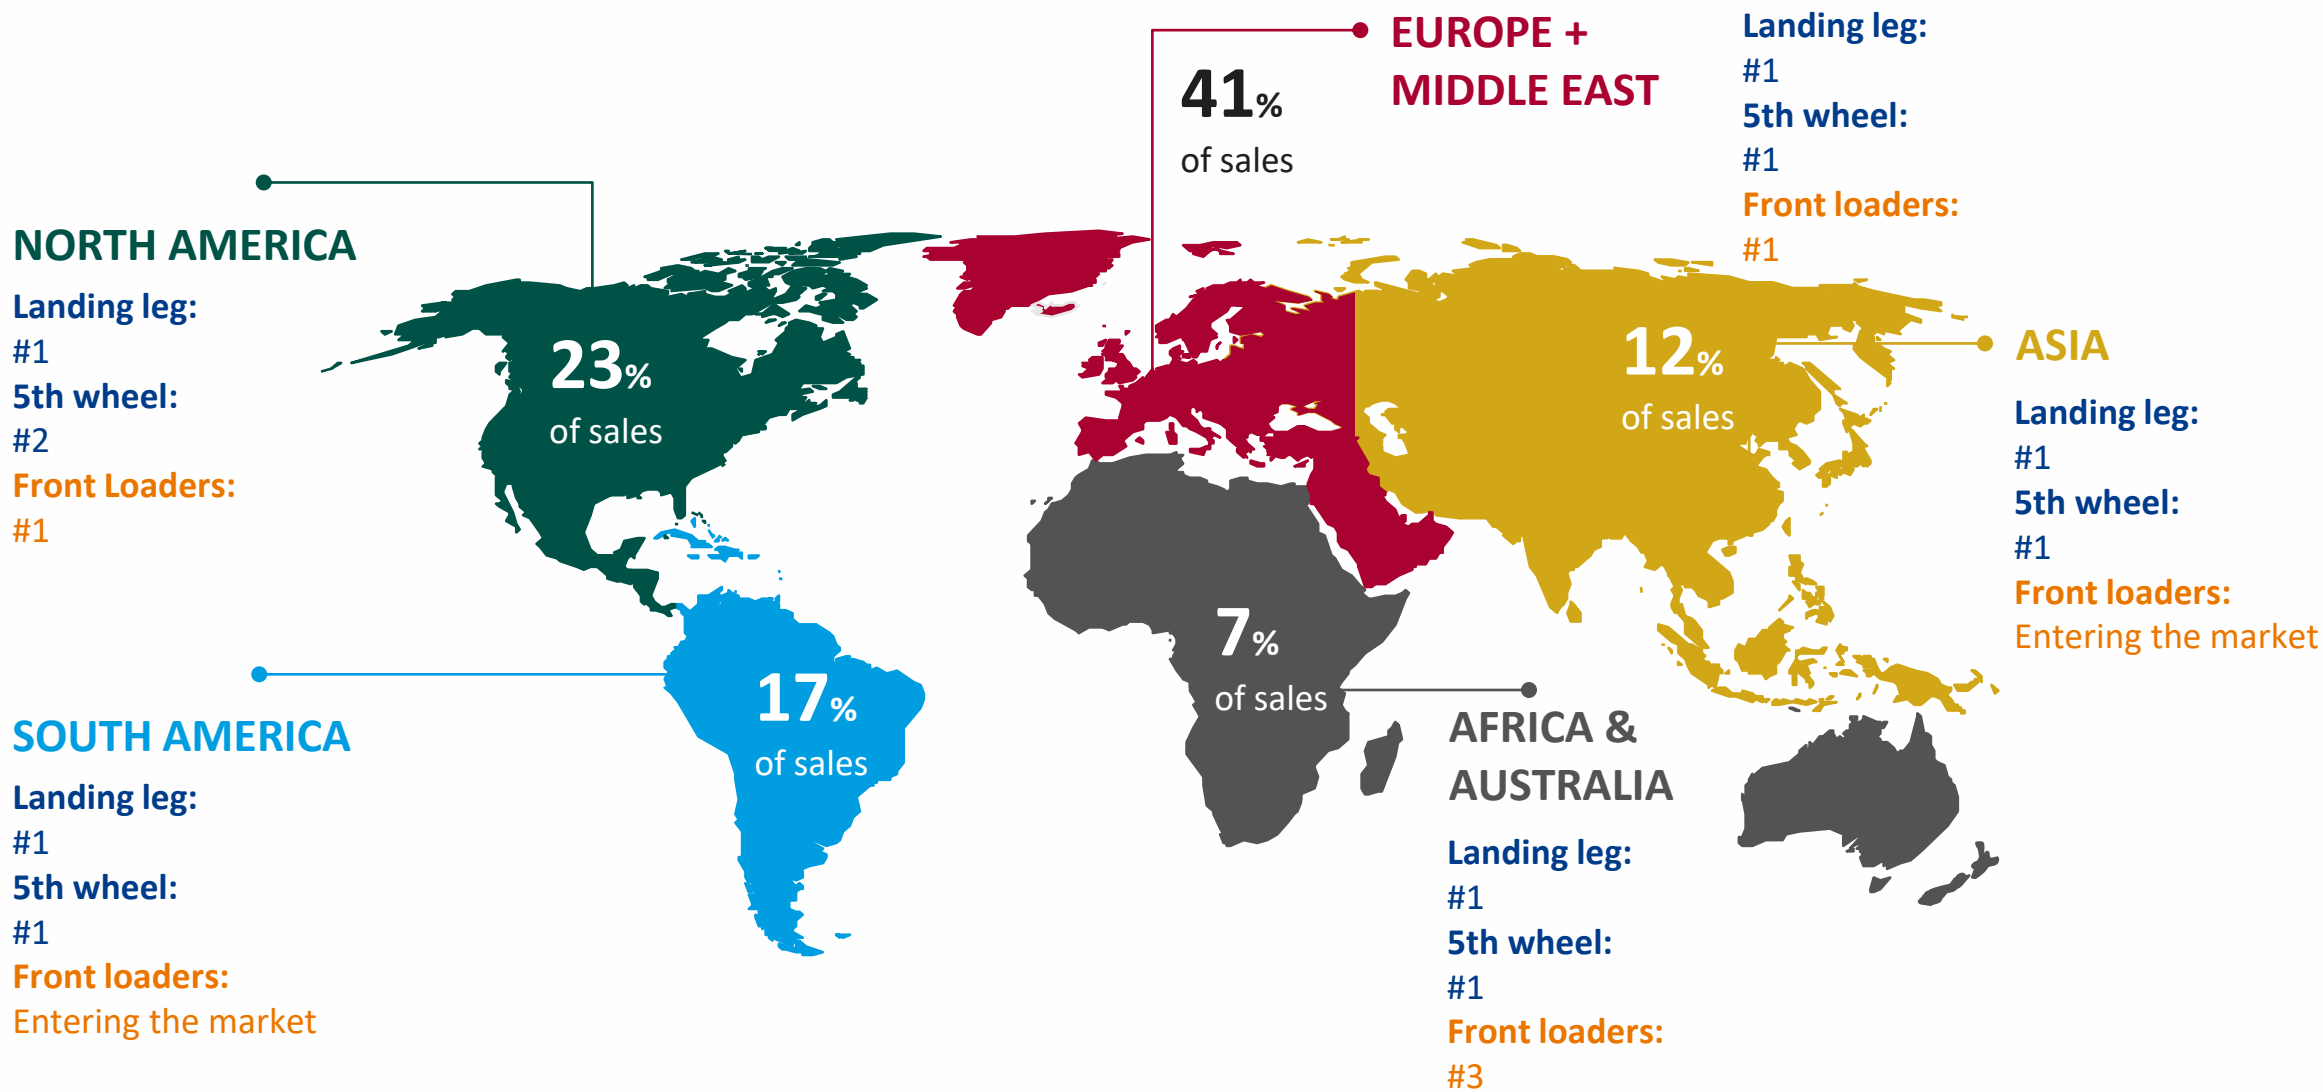 EUROPE +
MIDDLE EAST
41%
of sales
Landing leg:
#1
5th wheel:
#1
Front loaders:
#1
NORTH AMERICA
Landing leg:
#1
5th wheel:
#2
Front Loaders:
#1
23%
of sales
12%
of sales
ASIA
Landing leg:
#1
5th wheel:
#1
Front loaders:
Entering the market
SOUTH AMERICA
Landing leg:
#1
5th wheel:
#1
Front loaders:
Entering the market
17%
of sales
7%
of sales
AFRICA &
AUSTRALIA
Landing leg:
#1
5th wheel:
#1
Front loaders:
#3